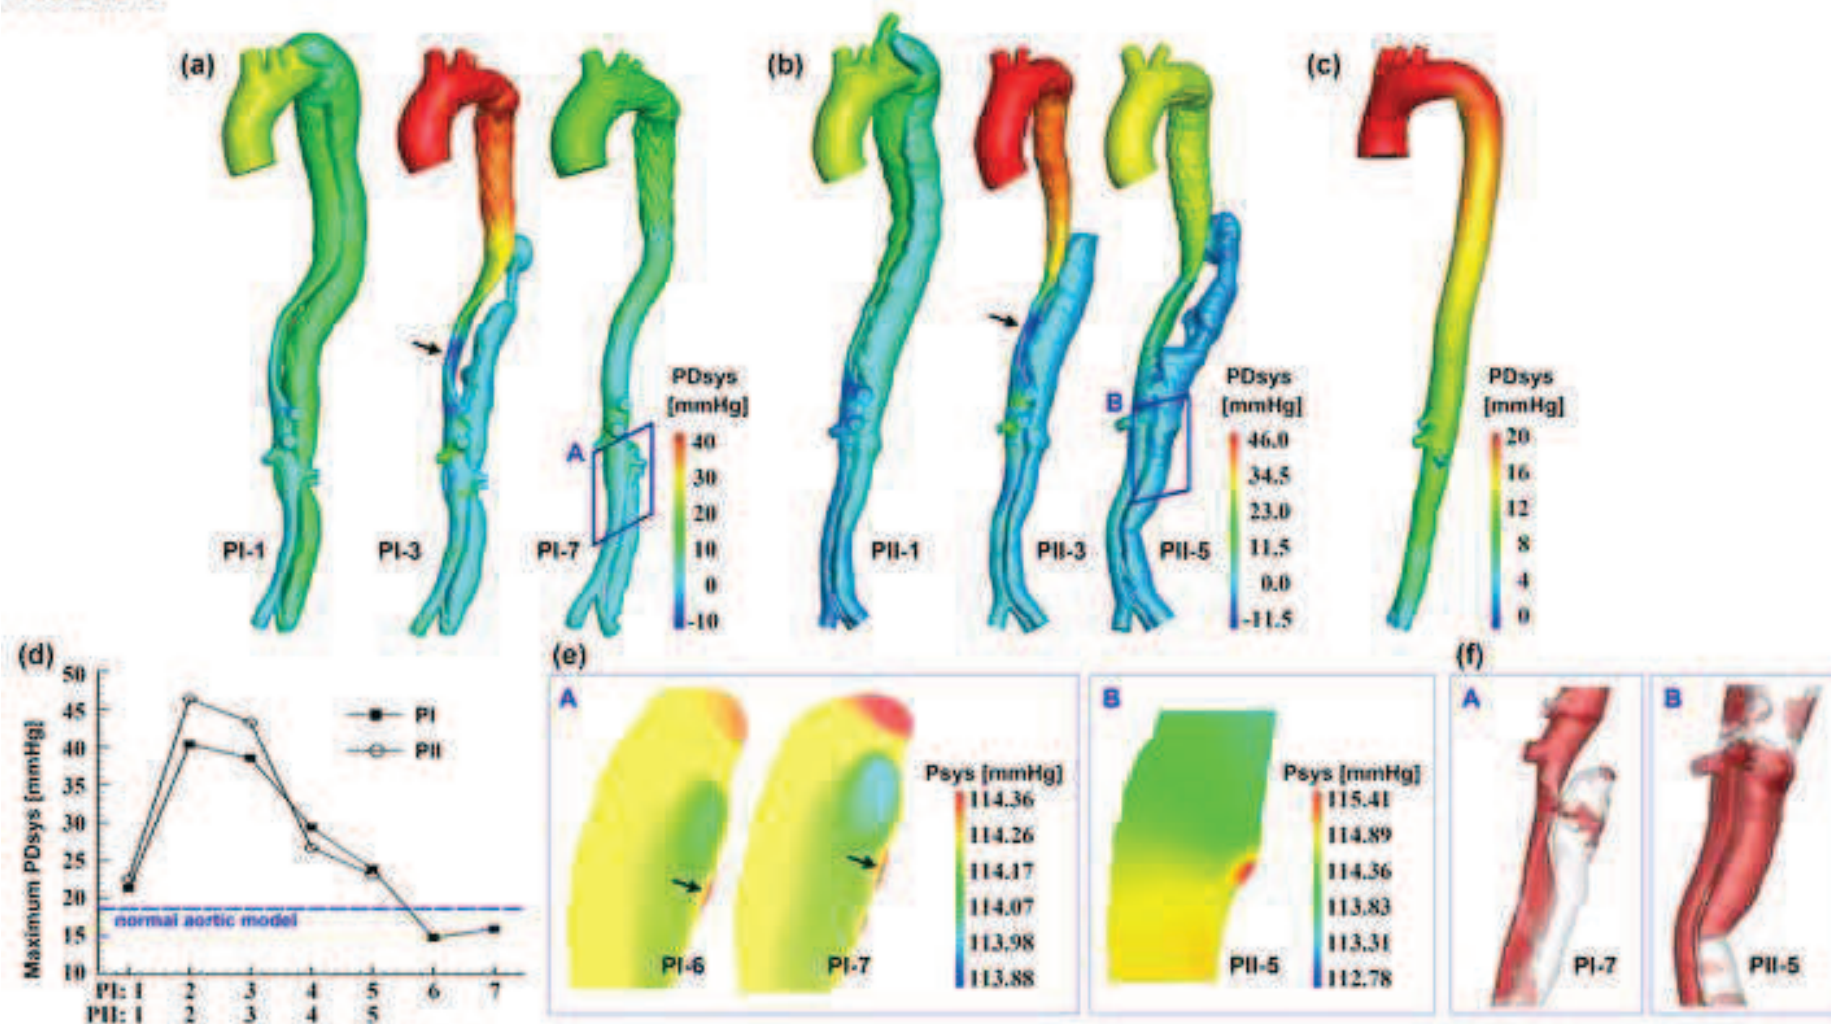 (a)
(b)
(c)
PDsys
[mmHg]
40
30
20
10
0
-10
A
PI-1
PI-3
PI-7
PDsys
[mmHg]
46.0
34.5
23.0
11.5
0.0
-11.5
B
PII-1
PII-3
PII-5
PDsys
[mmHg]
20
16
12
8
4
0
(d)
Maximum PDsys [mmHg]
50
45
40
35
30
25
20
15
10
PI
PII
normal aortic model
PI: 1 2 3 4 5 6 7
PII: 1 2 3 4 5
(e)
A
PI-6
PI-7
Psys [mmHg]
114.36
114.26
114.17
114.07
113.98
113.88
B
PII-5
Psys [mmHg]
115.41
114.89
114.36
113.83
113.31
112.78
(f)
A
PI-7
B
PII-5